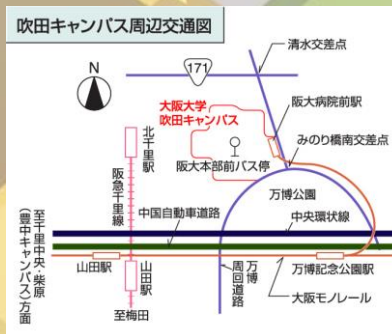 吹田キャンパス周辺交通図
清水交差点
171
N
大阪大学
吹田キャンパス
阪大病院前駅
北千里駅
みのり橋南交差点
阪大本部前バス停
阪急千里線
万博公園
中国自動車道路
中央環状線
至千里中央・柴原
(豊中キャンパス)方面
山田駅
山田駅
万博
周回道路
万博記念公園駅
大阪モノレール
至梅田